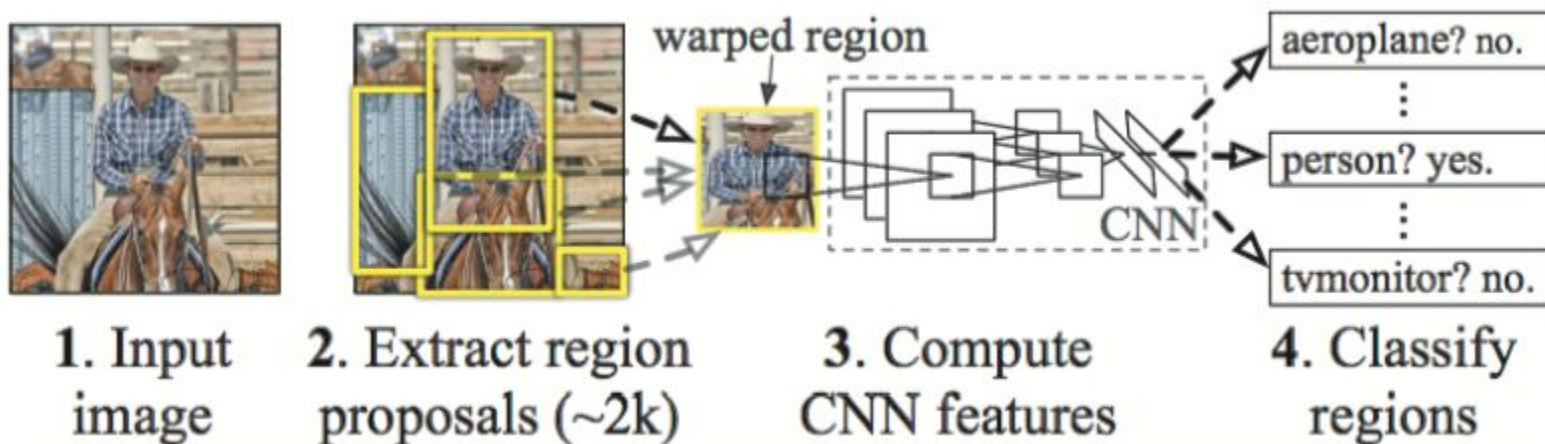 warped region
aeroplane? no.
person? yes.
CNN
tvmonitor? no.
1. Input
image
2. Extract region
proposals (~2k)
3. Compute
CNN features
4. Classify
regions